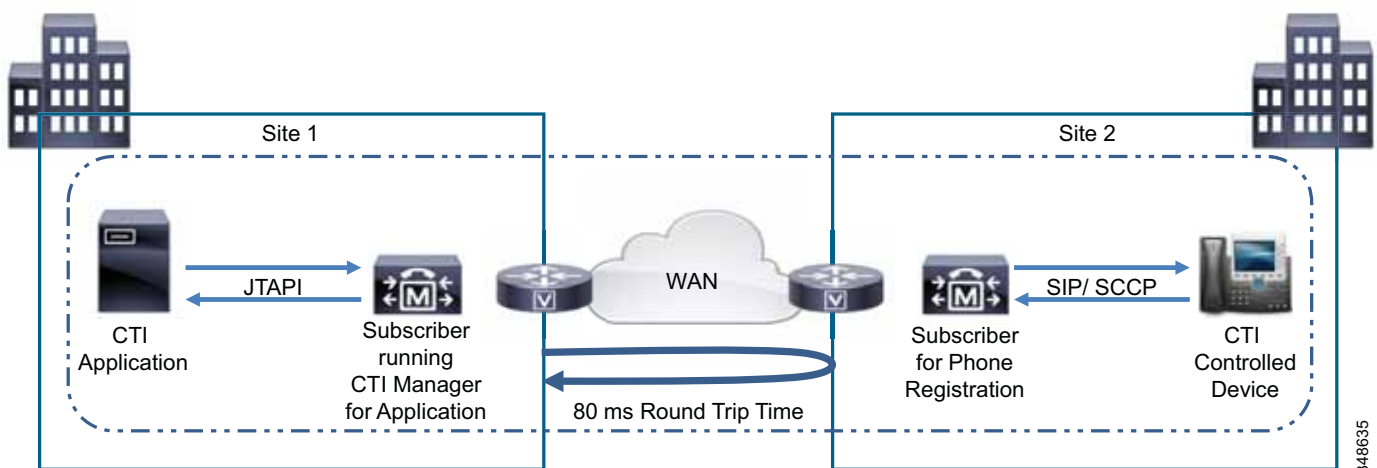 Site 1
Site 2
JTAPI
WAN
SIP/ SCCP
CTI
Application
Subscriber
running
CTI Manager
for Application
Subscriber
for Phone
Registration
CTI
Controlled
Device
M
V
V
M
80 ms Round Trip Time
348635